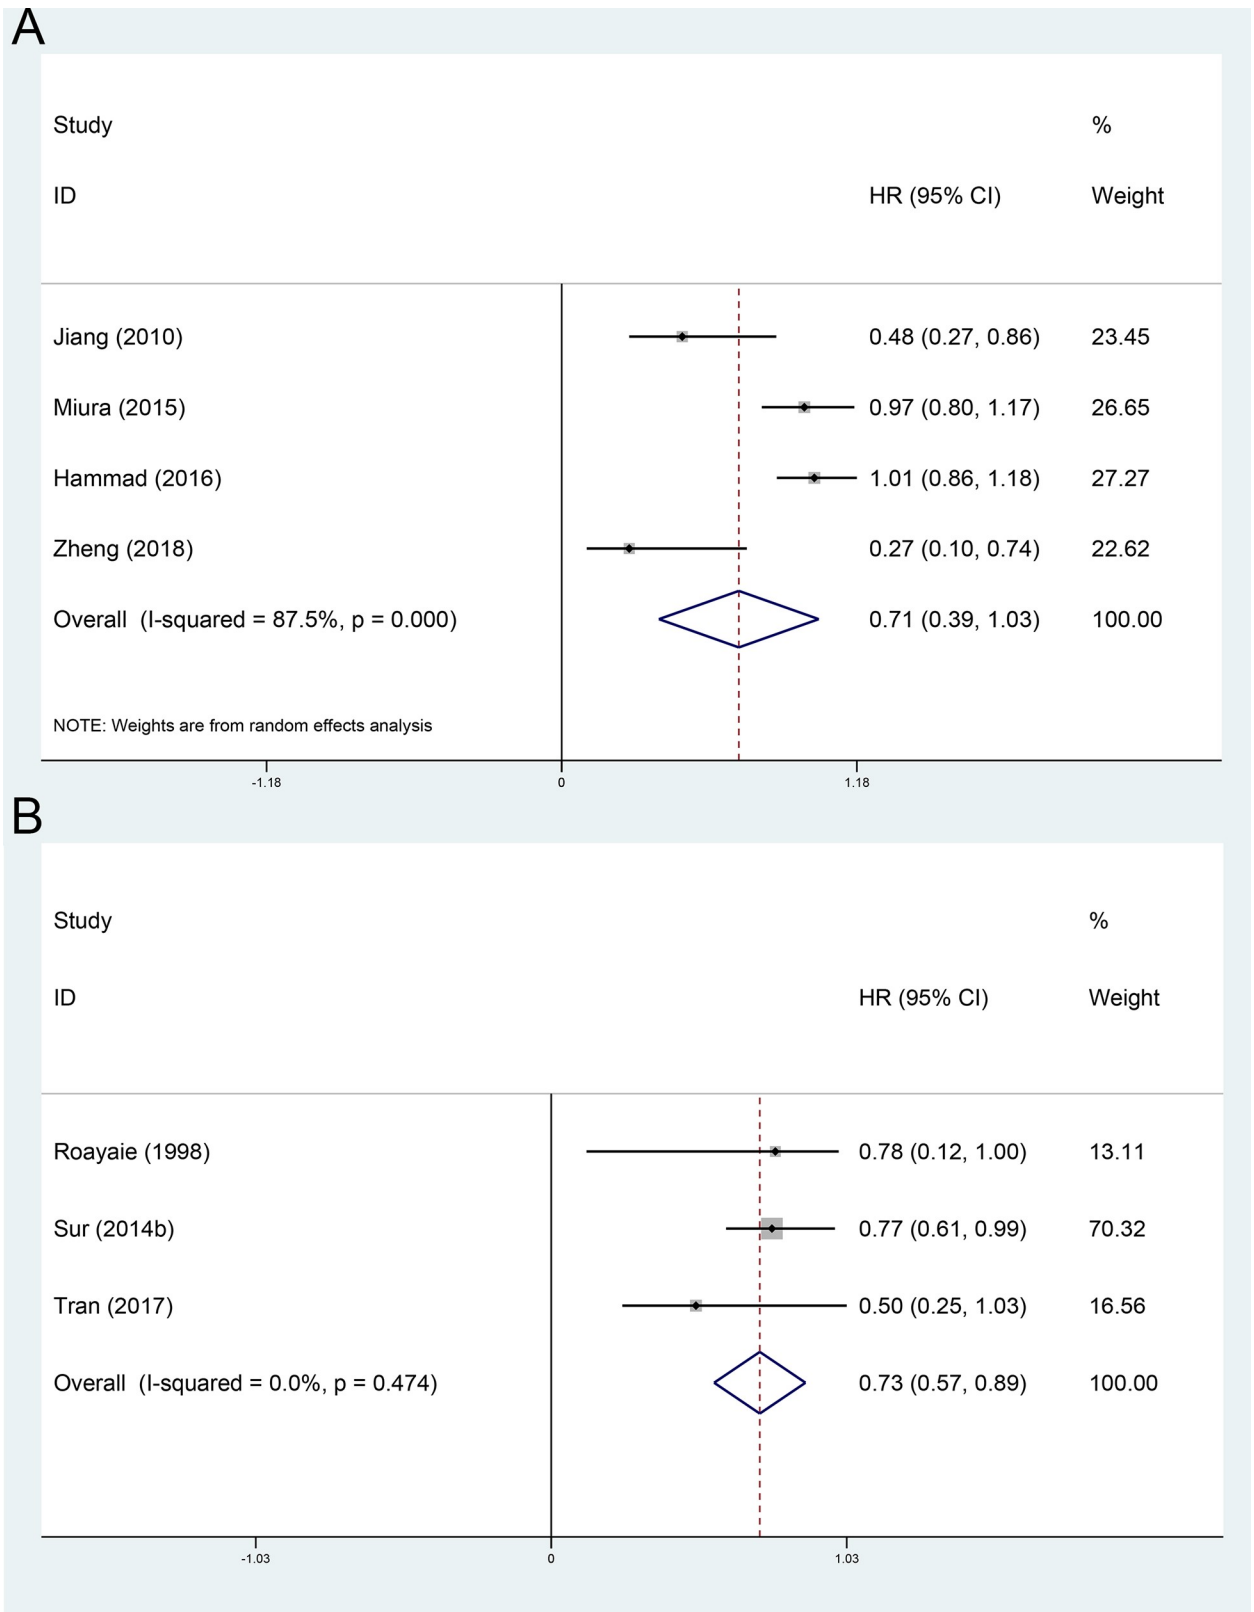 A
Study %
ID HR (95% CI) Weight
Jiang (2010) 0.48 (0.27, 0.86) 23.45
Miura (2015) 0.97 (0.80, 1.17) 26.65
Hammad (2016) 1.01 (0.86, 1.18) 27.27
Zheng (2018) 0.27 (0.10, 0.74) 22.62
Overall (I-squared = 87.5%, p = 0.000) 0.71 (0.39, 1.03) 100.00
NOTE: Weights are from random effects analysis
-1.18 0 1.18
B
Study %
ID HR (95% CI) Weight
Roayaie (1998) 0.78 (0.12, 1.00) 13.11
Sur (2014b) 0.77 (0.61, 0.99) 70.32
Tran (2017) 0.50 (0.25, 1.03) 16.56
Overall (I-squared = 0.0%, p = 0.474) 0.73 (0.57, 0.89) 100.00
-1.03 0 1.03